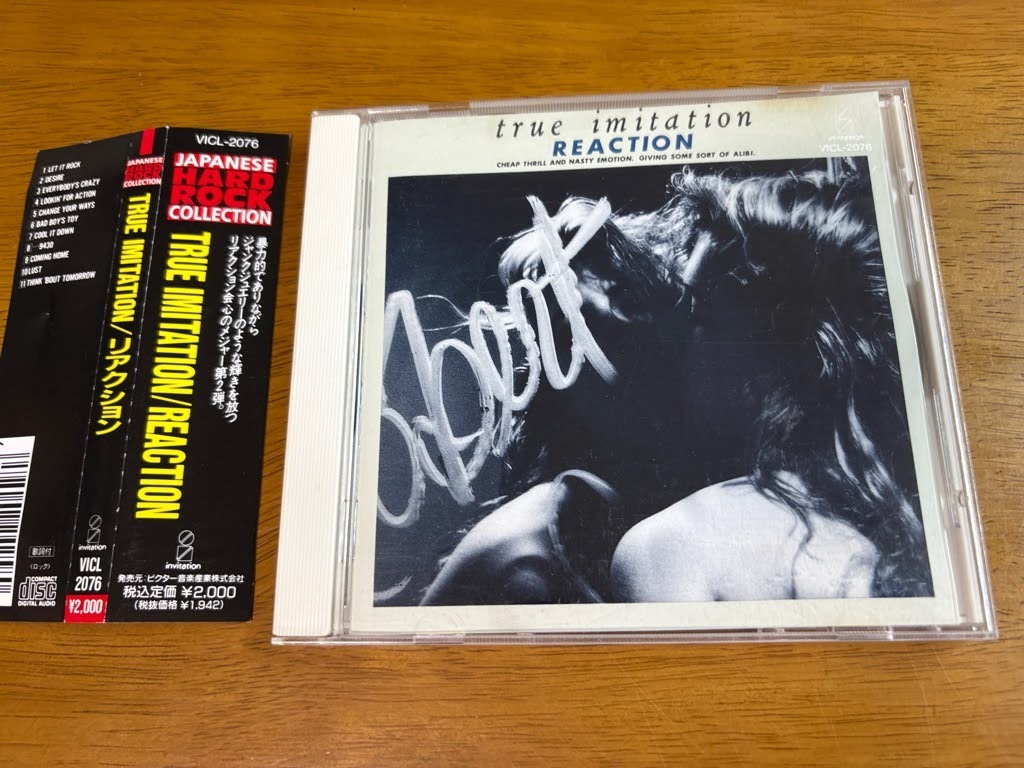 1 LET IT ROCK
2 DESIRE
3 EVERYBODY'S CRAZY
4 LOOKIN' FOR ACTION
5 CHANGE YOUR WAYS
6 BAD BOY'S TOY
7 COOL IT DOWN
8 …9430
9 COMING HOME
10 LUST
11 THINK 'BOUT TOMORROW
歌詞付
(ロック)
COMPACT
disc
DIGITAL AUDIO
JAPANESE
HARD
ROCK
COLLECTION
TRUE IMITATION/リアクション
invitation
VICL
2076
¥2,000
VICL-2076
JAPANESE
HARD
ROCK
COLLECTION
TRUE IMITATION/REACTION
暴力的でありながら
ジャンクジュエリーのような輝きを放つ
リアクション会心のメジャー第2弾。
invitation
発売元:ビクター音楽産業株式会社
税込定価 ¥2,000
(税抜価格 ¥1,942)
true imitation
REACTION
CHEAP THRILL AND NASTY EMOTION. GIVING SOME SORT OF ALIBI.
invitation
VICL-2076